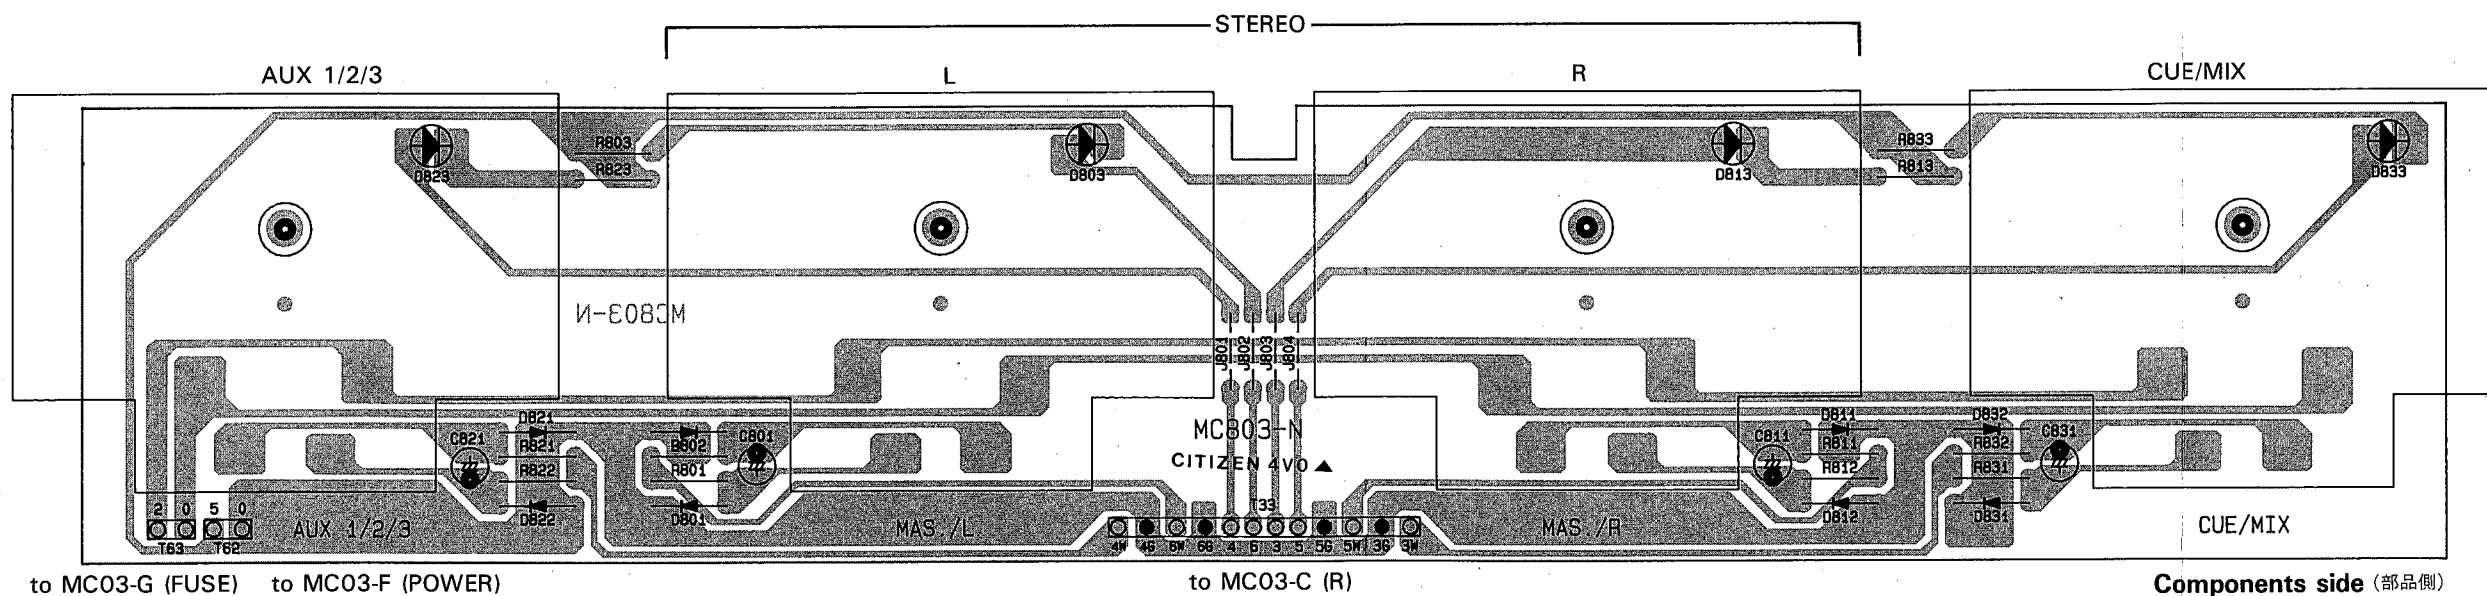 STEREO
AUX 1/2/3
L
R
CUE/MIX
R803
R823
D823
D803
D813
R833
R813
D833
MC803-N
J801
J802
J803
J804
D821
C821
R821
R822
D822
D802
C801
R801
D801
MC803-N
CITIZEN 4V0 ▲
C811
D811
R811
R812
D812
D832
R832
C831
R831
D831
2 0 5 0
T63 T62
AUX 1/2/3
MAS./L
T33
4W 4G 6W 6G 4 6 3 5 5G 5W 3G 3W
MAS./R
CUE/MIX
to MC03-G (FUSE) to MC03-F (POWER) to MC03-C (R) Components side (部品側)